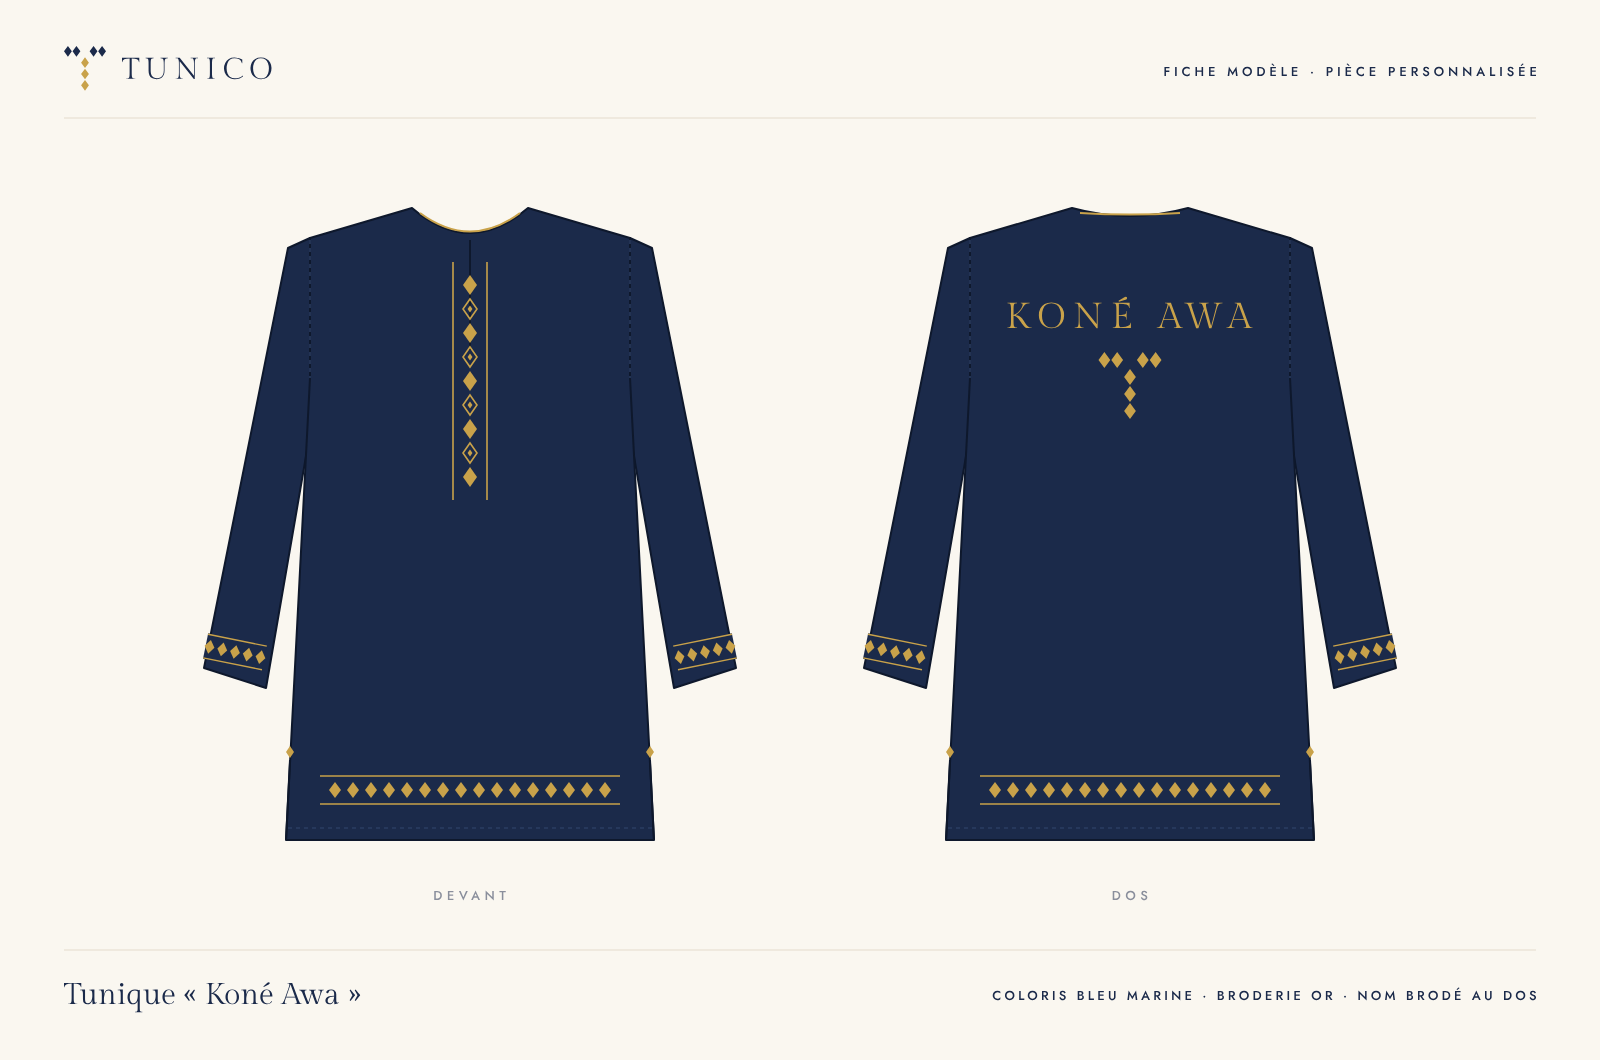 TUNICO
FICHE MODÈLE · PIÈCE PERSONNALISÉE
KONÉ AWA
DEVANT
DOS
Tunique « Koné Awa »
COLORIS BLEU MARINE · BRODERIE OR · NOM BRODÉ AU DOS